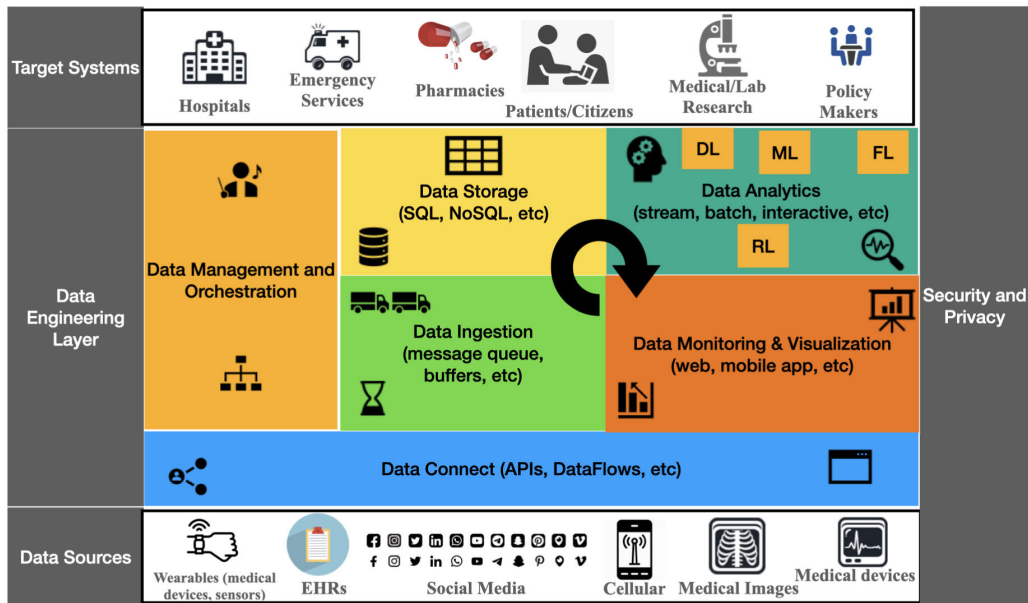 Target Systems
Hospitals
Emergency
Services
Pharmacies
Patients/Citizens
Medical/Lab
Research
Policy
Makers
Data
Engineering
Layer
Data Management and
Orchestration
Data Storage
(SQL, NoSQL, etc)
DL
ML
FL
Data Analytics
(stream, batch, interactive, etc)
RL
Data Ingestion
(message queue,
buffers, etc)
Data Monitoring & Visualization
(web, mobile app, etc)
Data Connect (APIs, DataFlows, etc)
Security and
Privacy
Data Sources
Wearables (medical
devices, sensors)
EHRs
Social Media
Cellular
Medical Images
Medical devices